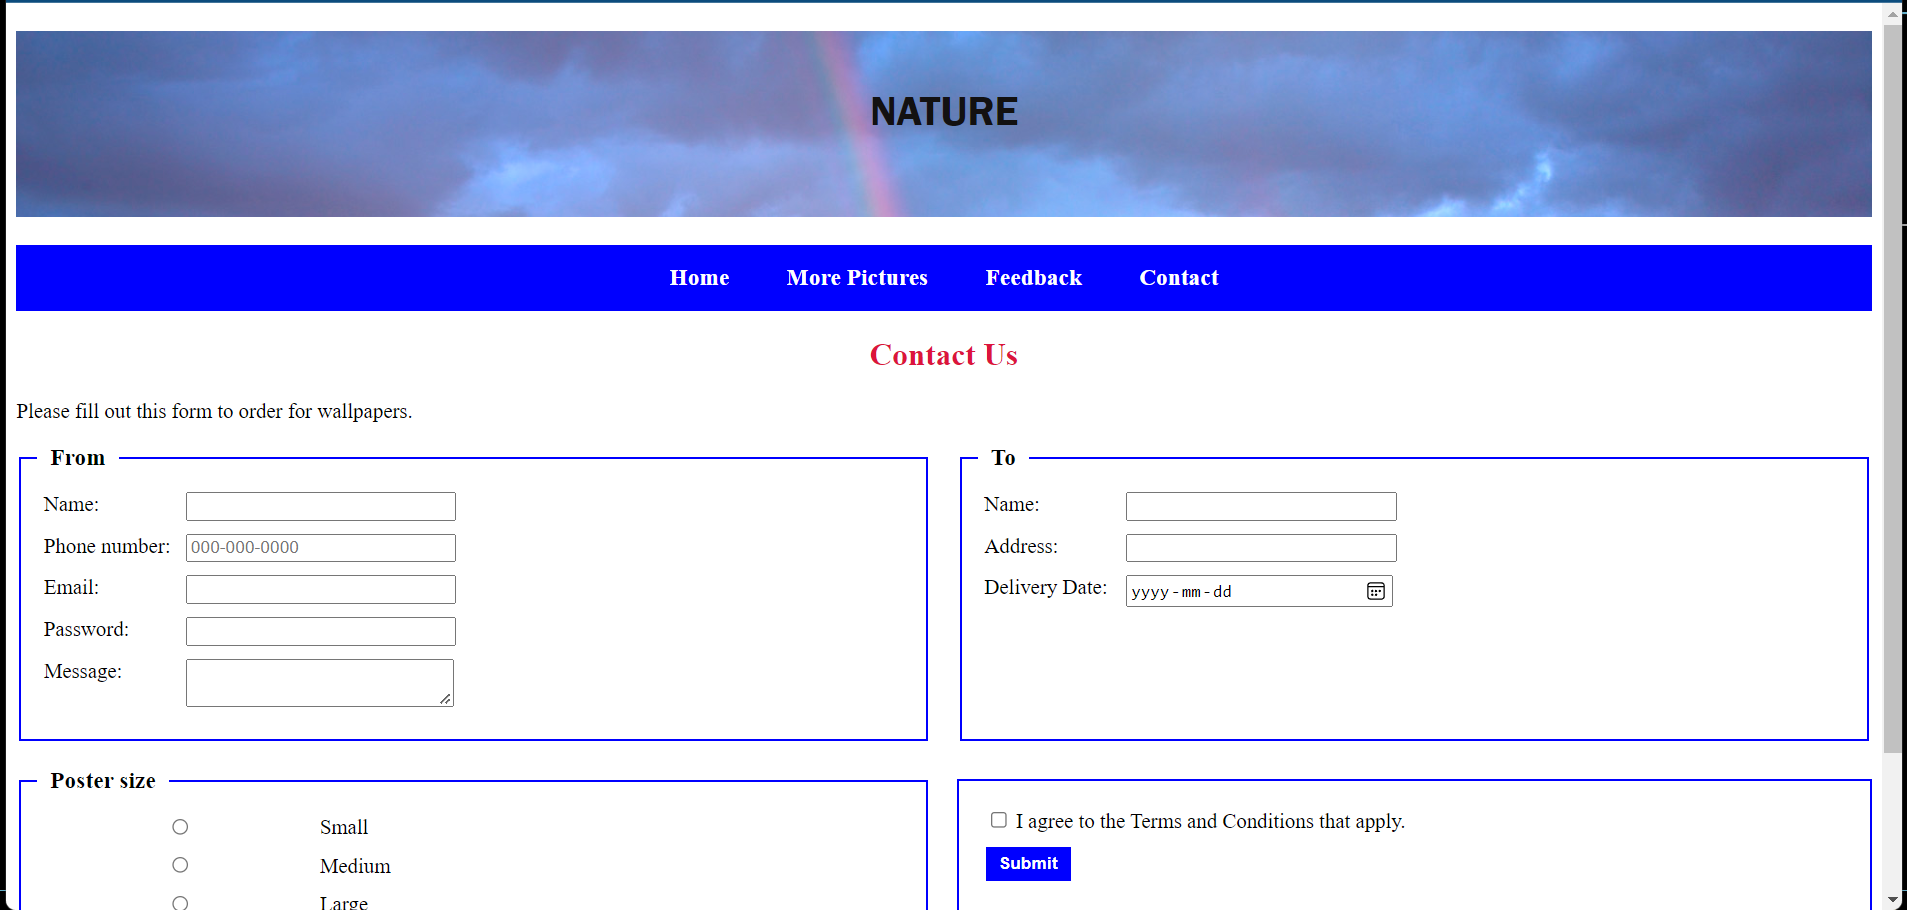 NATURE
Home More Pictures Feedback Contact
Contact Us
Please fill out this form to order for wallpapers.
From
Name:
Phone number: 000-000-0000
Email:
Password:
Message:
To
Name:
Address:
Delivery Date: yyyy-mm-dd
Poster size
Small
Medium
Large
I agree to the Terms and Conditions that apply.
Submit